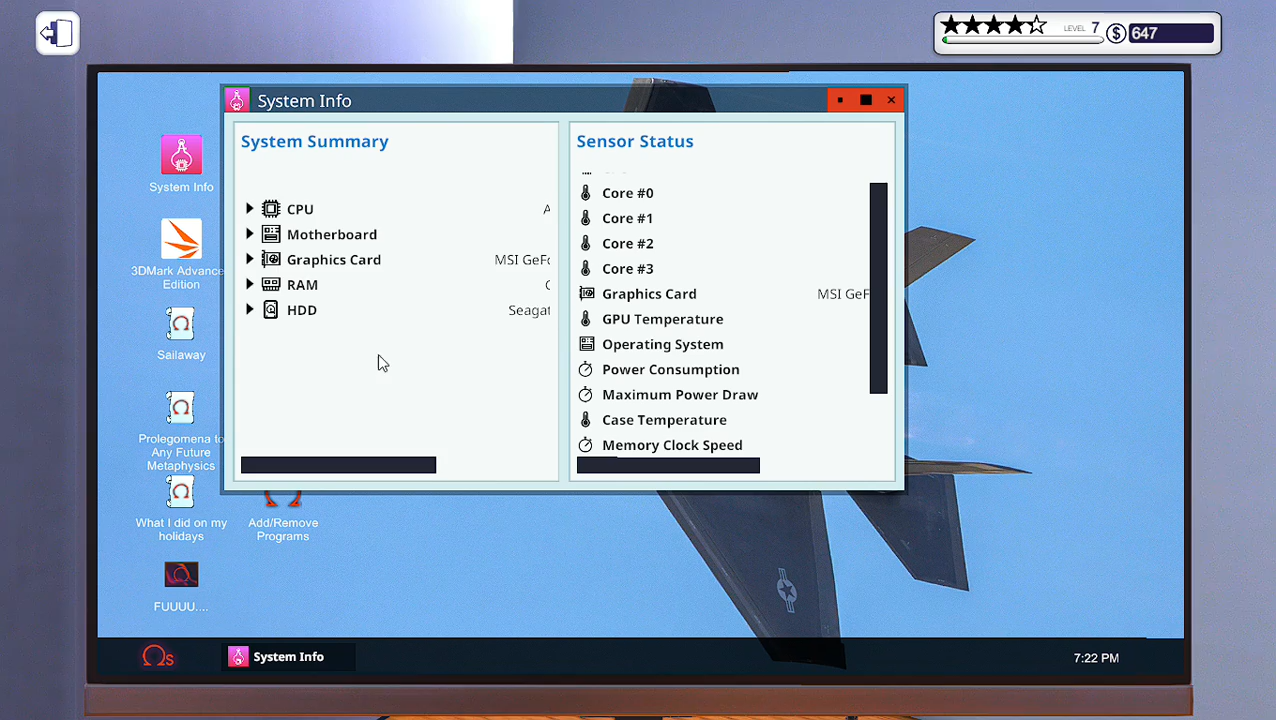 LEVEL 7
$ 647
System Info
System Summary
CPU
Motherboard
Graphics Card MSI GeFo
RAM
HDD Seagat
Sensor Status
Core #0
Core #1
Core #2
Core #3
Graphics Card MSI GeF
GPU Temperature
Operating System
Power Consumption
Maximum Power Draw
Case Temperature
Memory Clock Speed
System Info
3DMark Advance
Edition
Sailaway
Prolegomena to
Any Future
Metaphysics
What I did on my
holidays
FUUUU....
Add/Remove
Programs
Ωs
System Info
7:22 PM